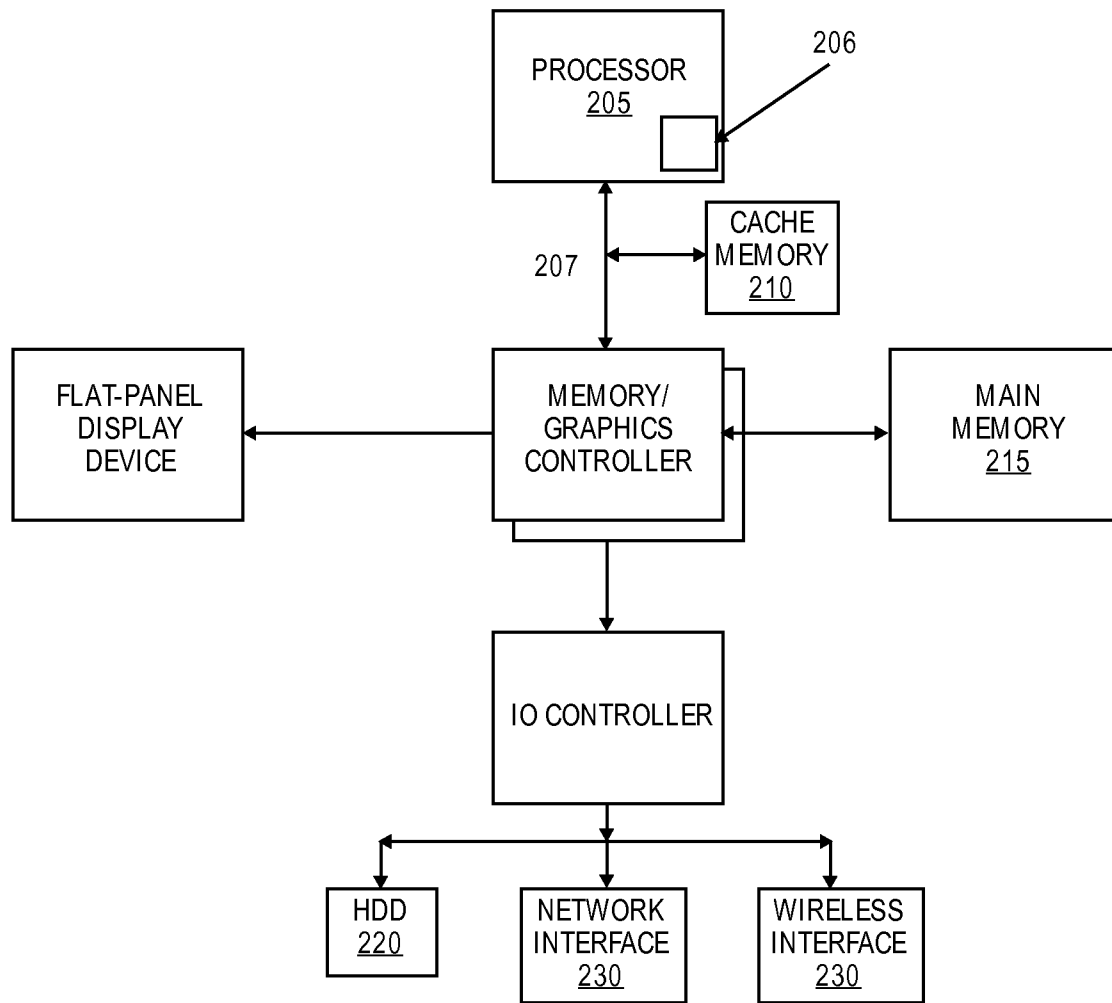 PROCESSOR
205
206
CACHE
MEMORY
210
207
FLAT-PANEL
DISPLAY
DEVICE
MEMORY/
GRAPHICS
CONTROLLER
MAIN
MEMORY
215
IO CONTROLLER
HDD
220
NETWORK
INTERFACE
230
WIRELESS
INTERFACE
230